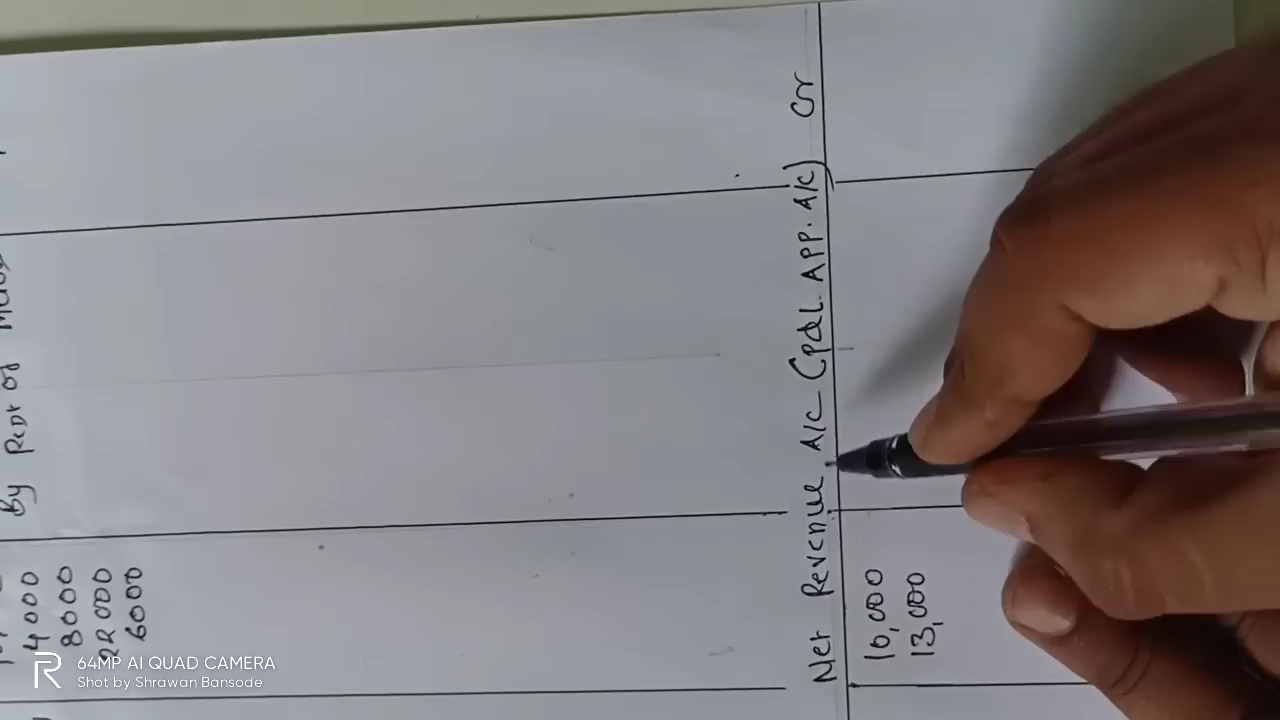 By Rept of
4000
8000
22000
6000
Net Revenue A/C (P&L. APP. A/C) Cr
10,000
13,000
64MP AI QUAD CAMERA
Shot by Shrawan Bansode